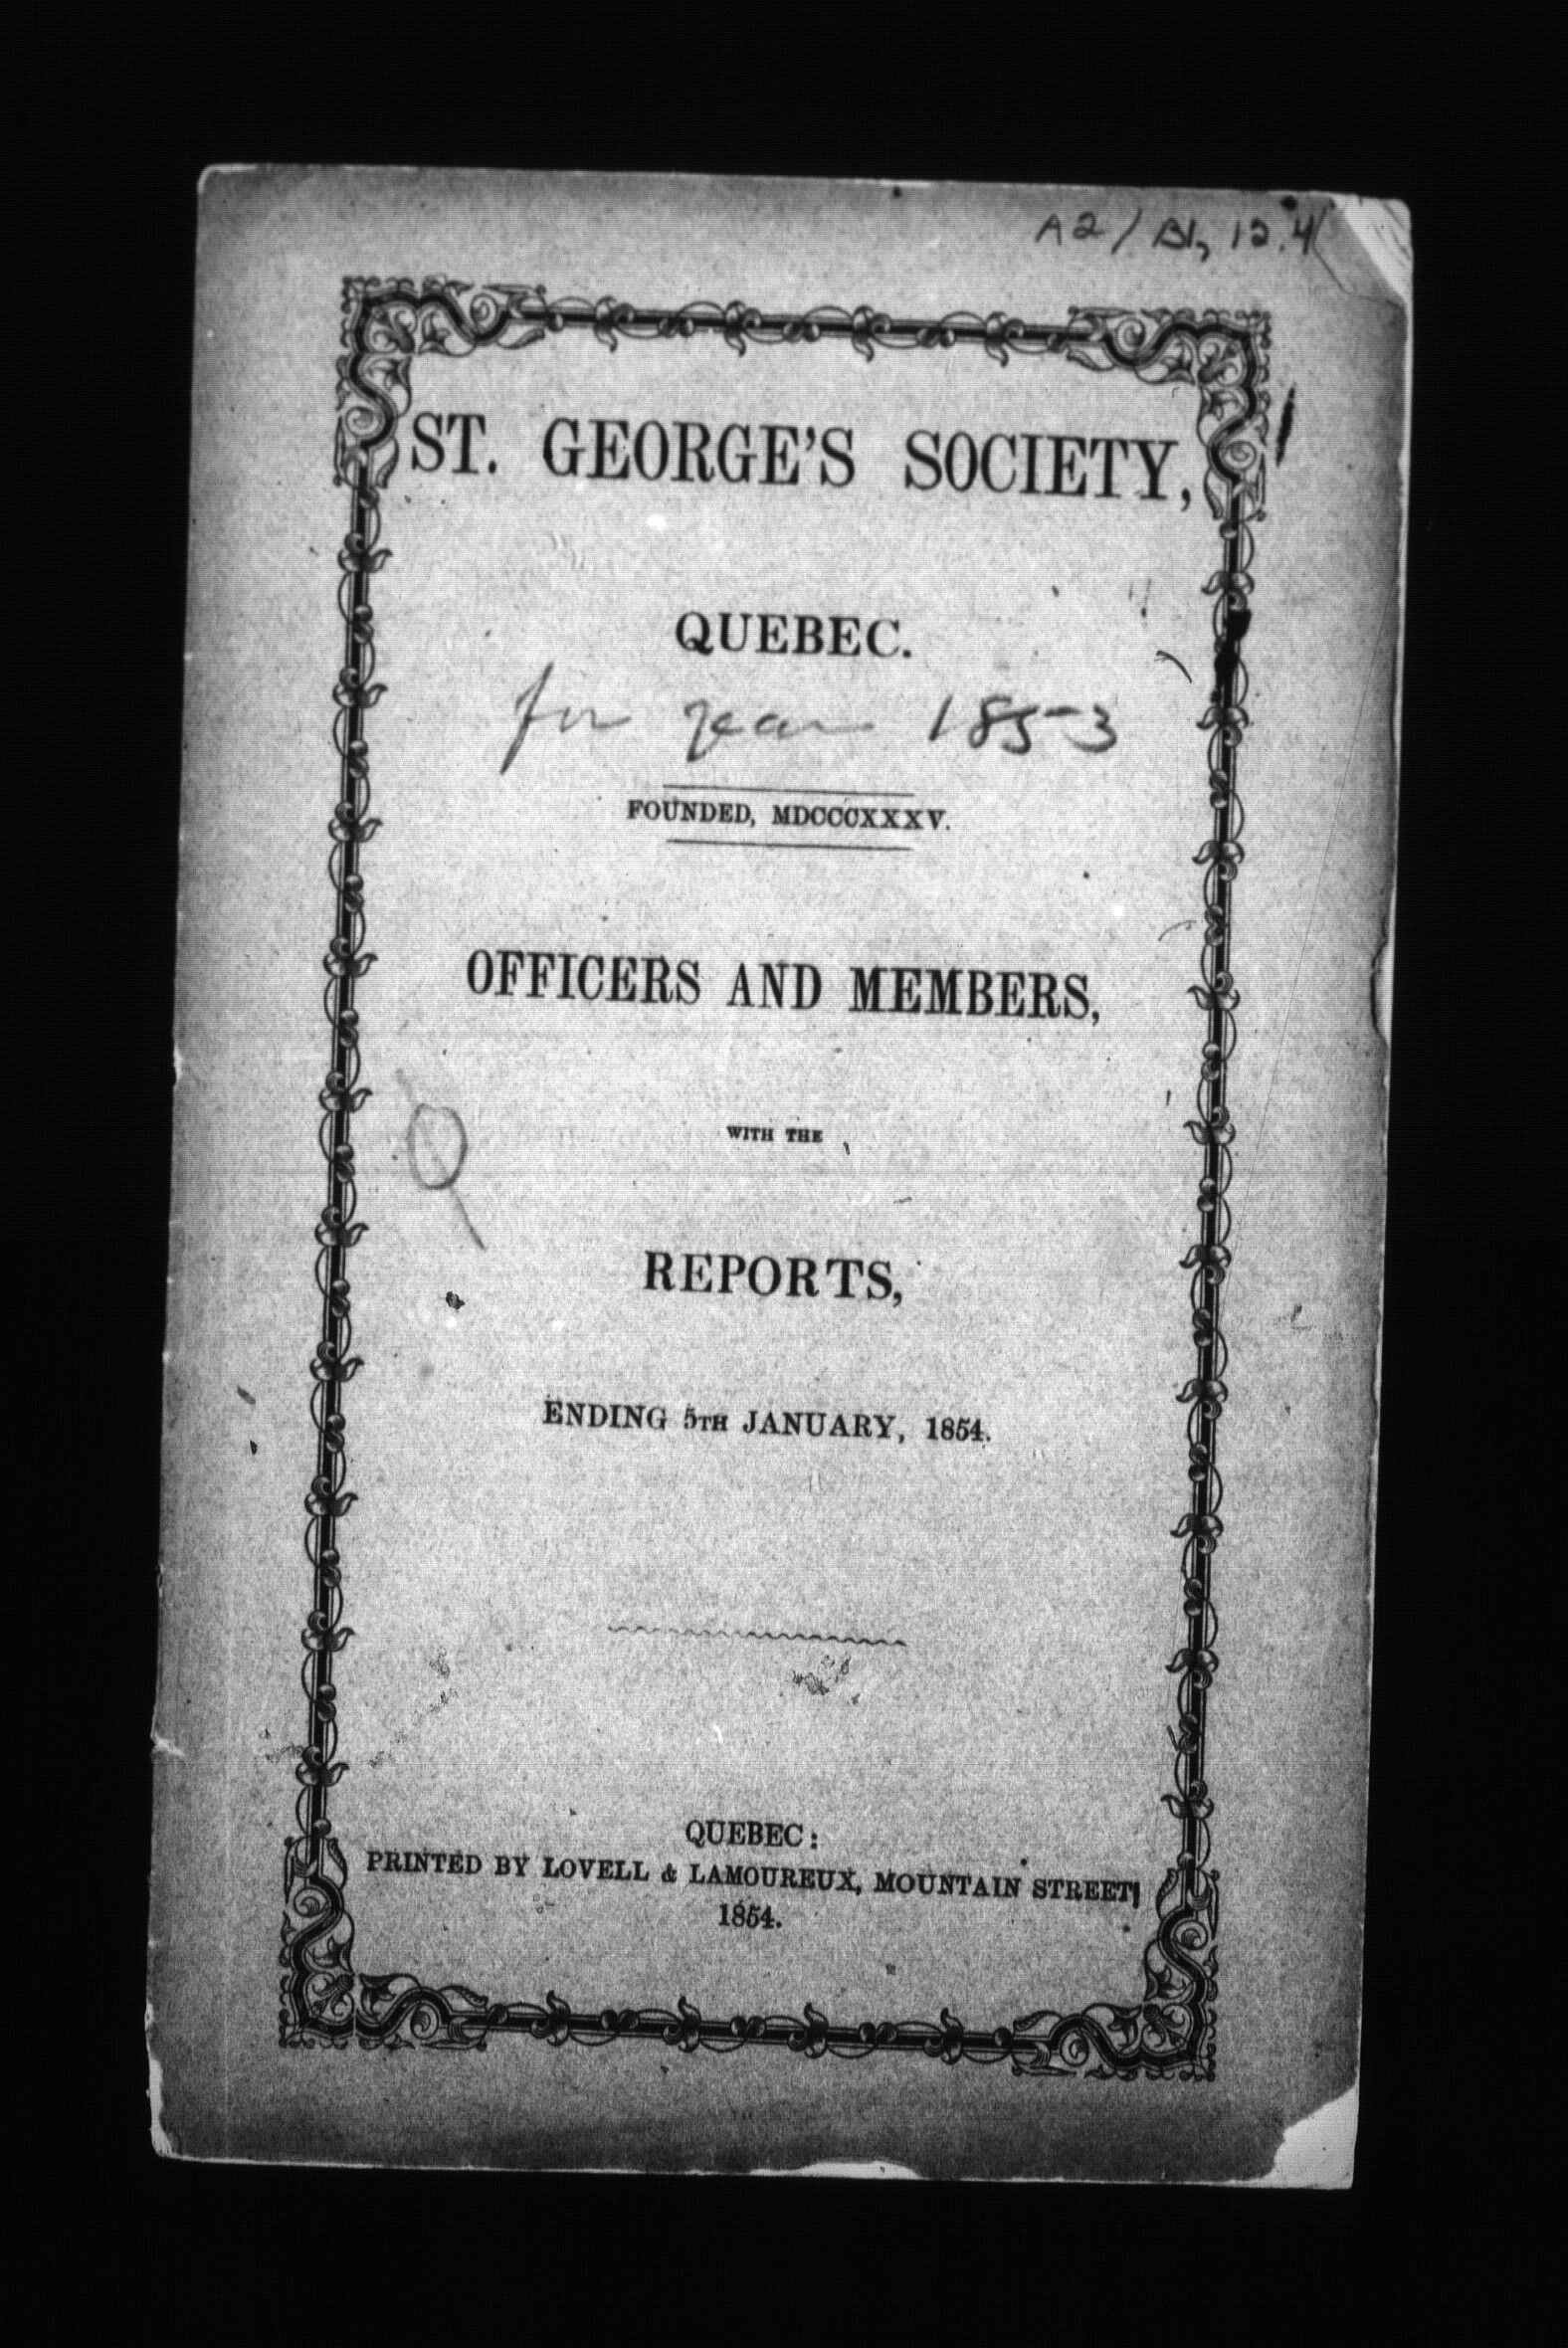 A2/B1, 12.4
ST. GEORGE'S SOCIETY,
QUEBEC.
for year 1853
FOUNDED, MDCCCXXXV.
OFFICERS AND MEMBERS,
WITH THE
REPORTS,
ENDING 5TH JANUARY, 1854.
QUEBEC:
PRINTED BY LOVELL & LAMOUREUX, MOUNTAIN STREET,
1854.